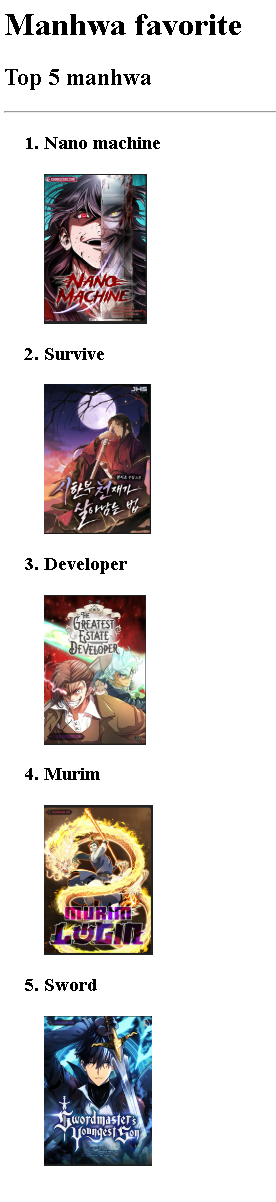 Manhwa favorite
Top 5 manhwa
1. Nano machine
NANO
MACHINE
2. Survive
JHS
시한부 천재가
살아남는 법
3. Developer
THE
GREATEST
ESTATE
DEVELOPER
4. Murim
MURIM
LOGIN
5. Sword
Swordmaster's
Youngest Son